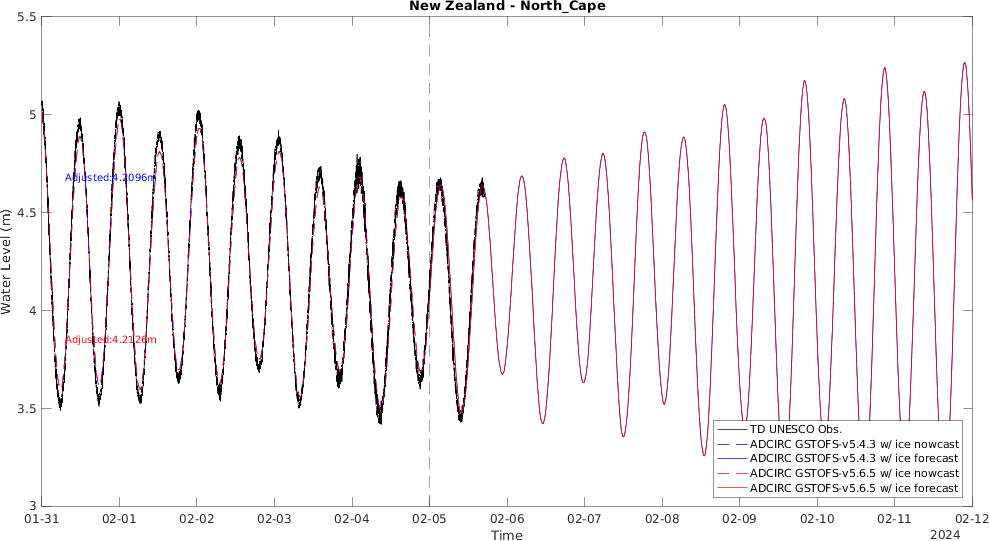 New Zealand - North_Cape
5.5
5
4.5
4
3.5
3
Water Level (m)
Adjusted:4.2096m
Adjusted:4.2126m
TD UNESCO Obs.
ADCIRC GSTOFS-v5.4.3 w/ ice nowcast
ADCIRC GSTOFS-v5.4.3 w/ ice forecast
ADCIRC GSTOFS-v5.6.5 w/ ice nowcast
ADCIRC GSTOFS-v5.6.5 w/ ice forecast
01-31 02-01 02-02 02-03 02-04 02-05 02-06 02-07 02-08 02-09 02-10 02-11 02-12
Time
2024